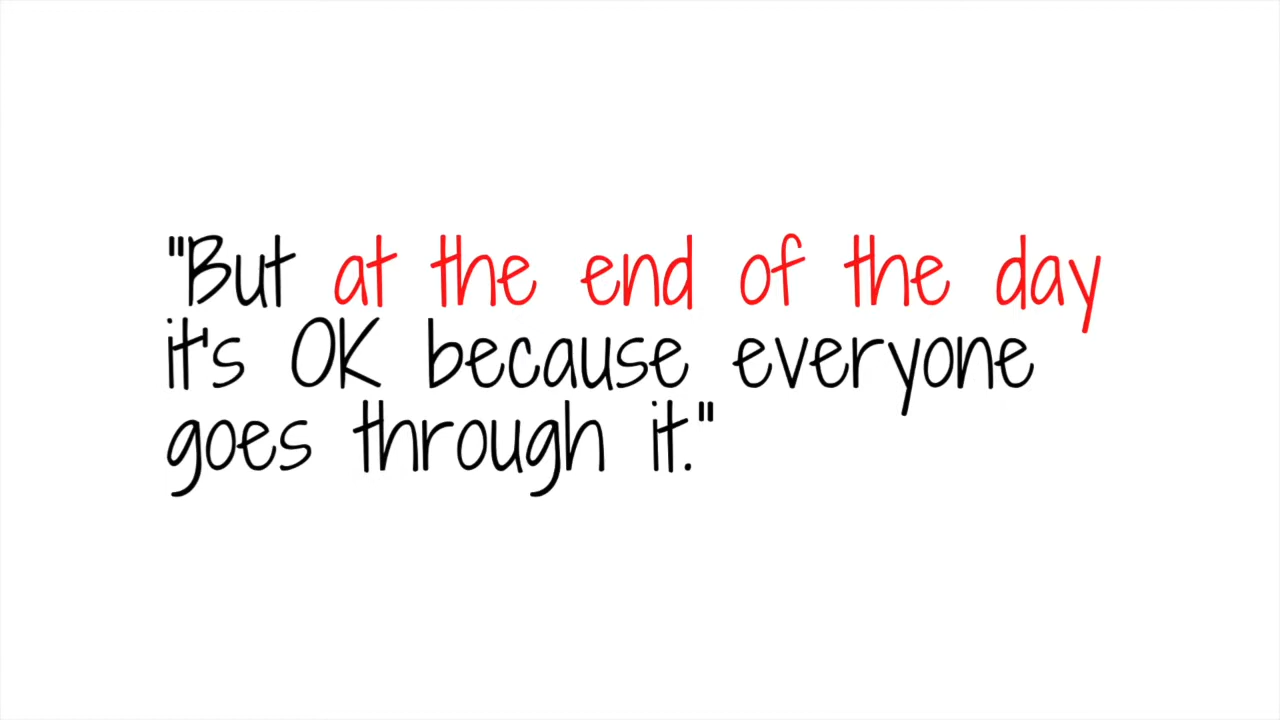 "But at the end of the day
it's OK because everyone
goes through it."